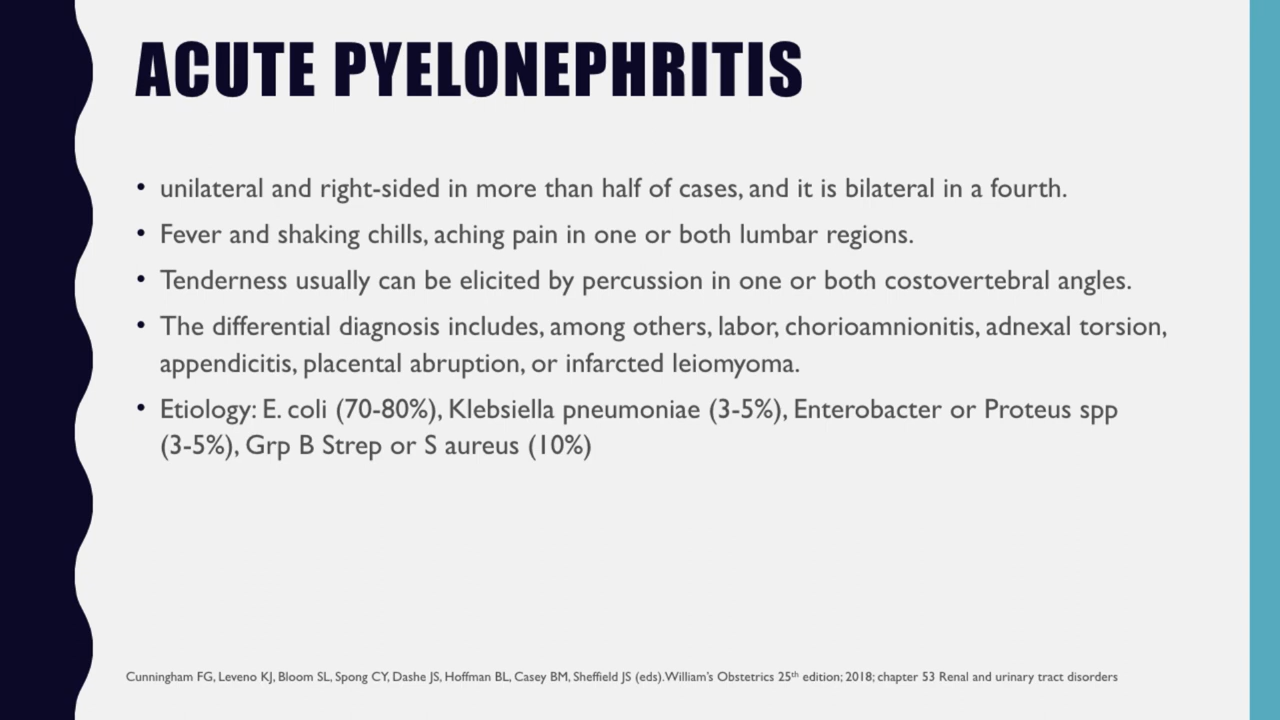 ACUTE PYELONEPHRITIS
• unilateral and right-sided in more than half of cases, and it is bilateral in a fourth.
• Fever and shaking chills, aching pain in one or both lumbar regions.
• Tenderness usually can be elicited by percussion in one or both costovertebral angles.
• The differential diagnosis includes, among others, labor, chorioamnionitis, adnexal torsion,
appendicitis, placental abruption, or infarcted leiomyoma.
• Etiology: E. coli (70-80%), Klebsiella pneumoniae (3-5%), Enterobacter or Proteus spp
(3-5%), Grp B Strep or S aureus (10%)
Cunningham FG, Leveno KJ, Bloom SL, Spong CY, Dashe JS, Hoffman BL, Casey BM, Sheffield JS (eds).William's Obstetrics 25th edition; 2018; chapter 53 Renal and urinary tract disorders